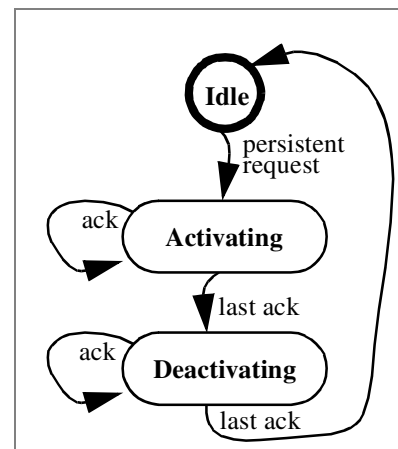 Idle
persistent
request
ack
Activating
last ack
ack
Deactivating
last ack